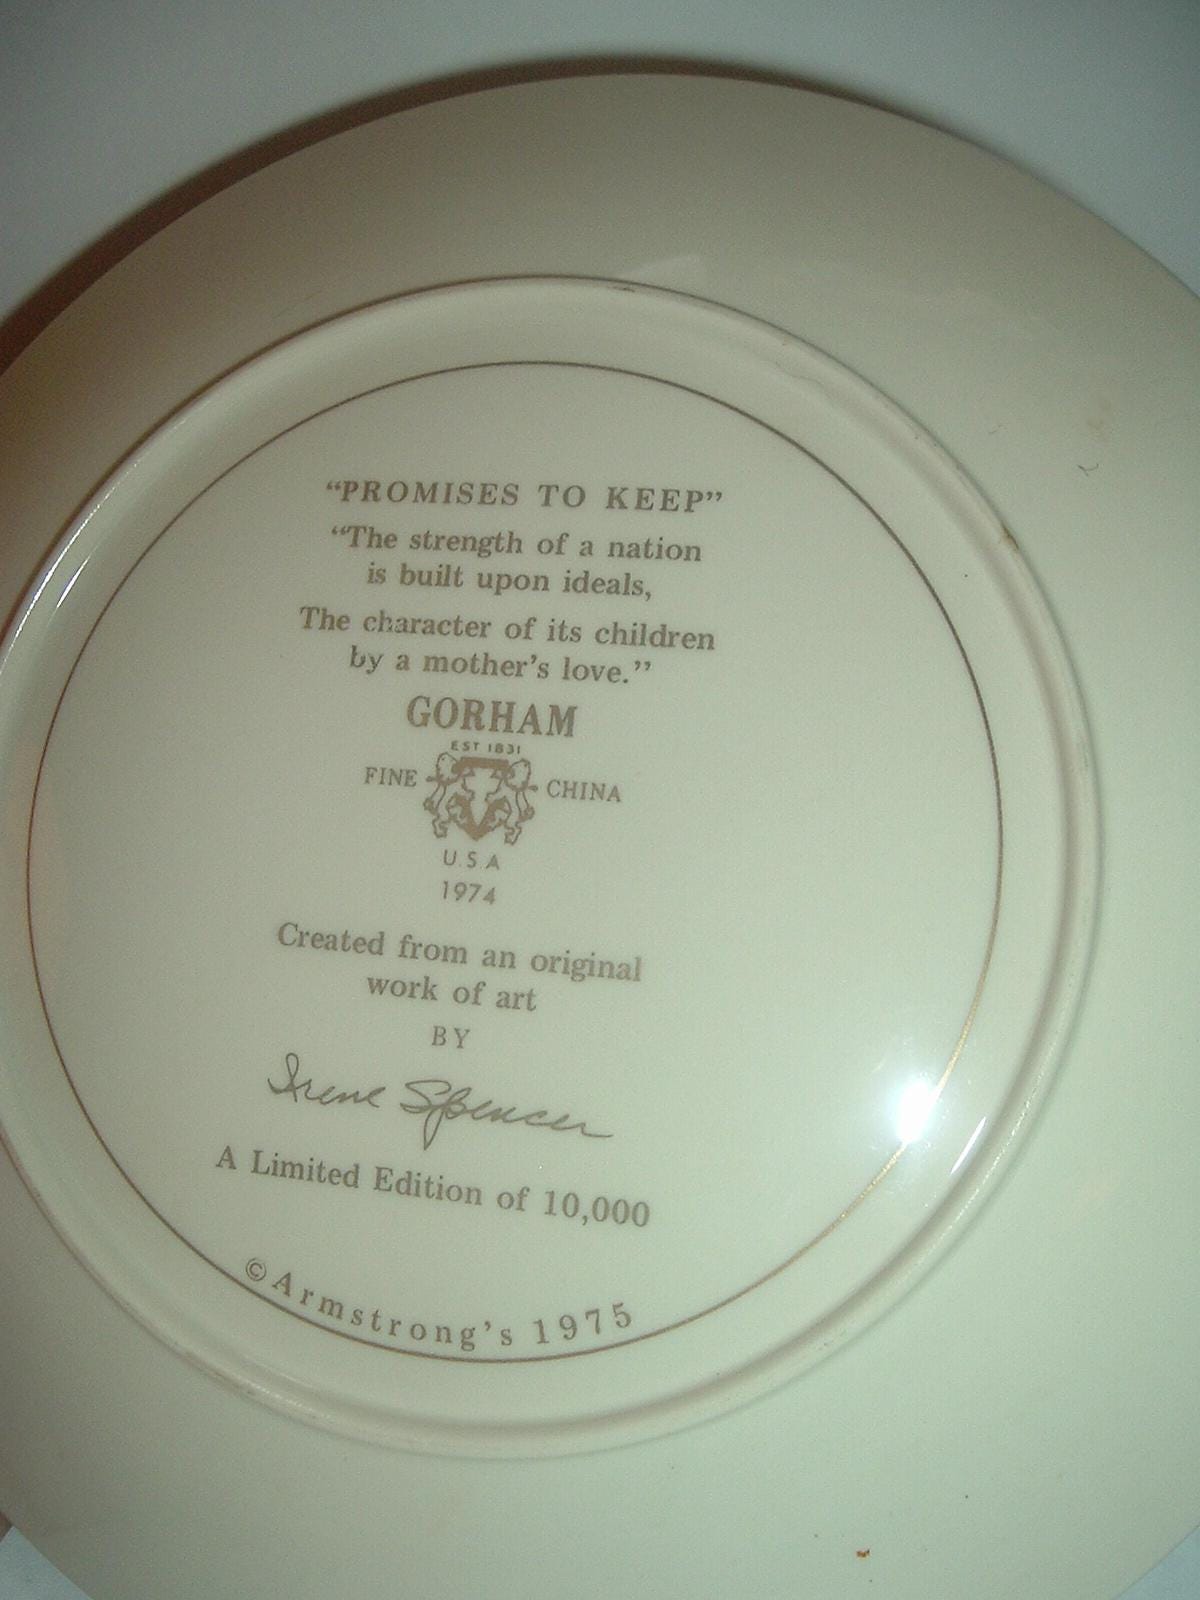 “PROMISES TO KEEP”
“The strength of a nation
is built upon ideals,
The character of its children
by a mother’s love.”
GORHAM
EST 1831
FINE CHINA
U.S.A
1974
Created from an original
work of art
BY
Irene Spencer
A Limited Edition of 10,000
©Armstrong’s 1975